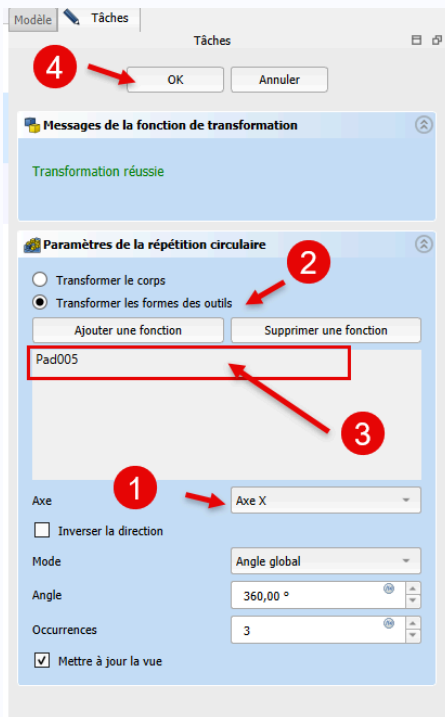 Modèle Tâches
Tâches
4
OK Annuler
Messages de la fonction de transformation
Transformation réussie
Paramètres de la répétition circulaire
2
Transformer le corps
Transformer les formes des outils
Ajouter une fonction Supprimer une fonction
Pad005
3
1
Axe Axe X
Inverser la direction
Mode Angle global
Angle 360,00 °
Occurrences 3
Mettre à jour la vue